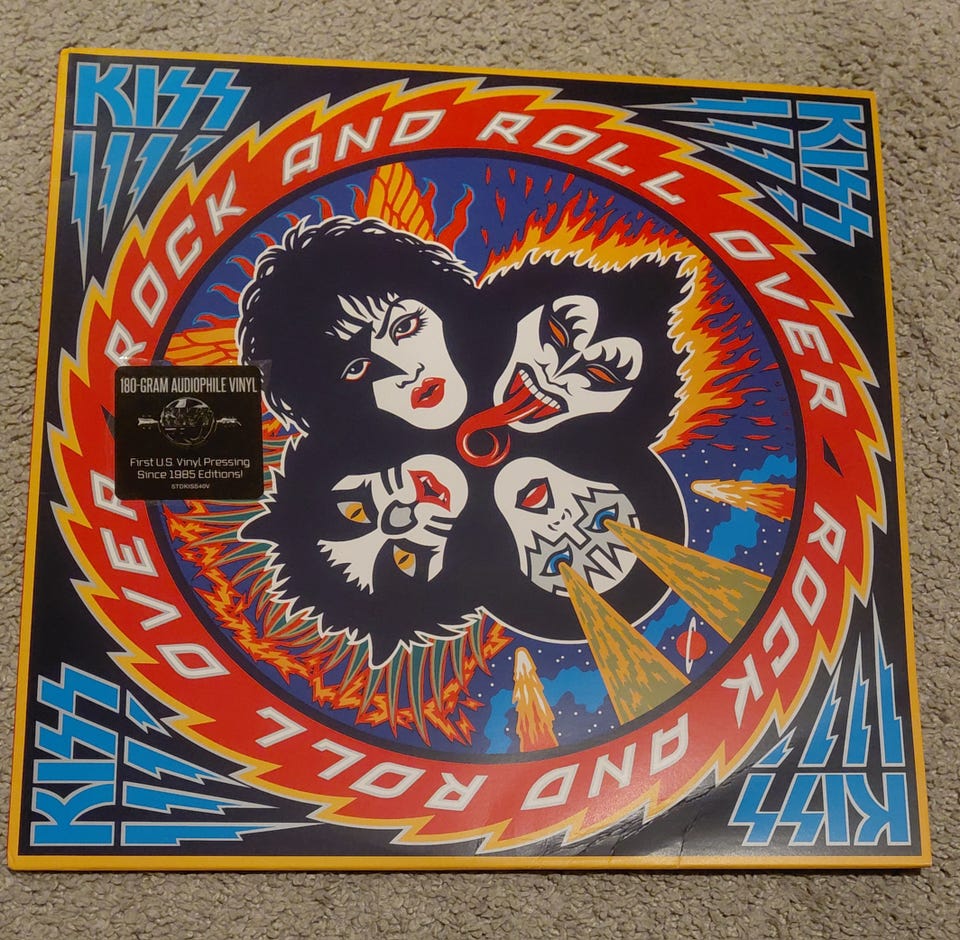 KISS
KISS
ROCK AND ROLL OVER ROCK AND ROLL OVER
180-GRAM AUDIOPHILE VINYL
First U.S. Vinyl Pressing
Since 1985 Editions!
STDKISS40V
KISS
KISS